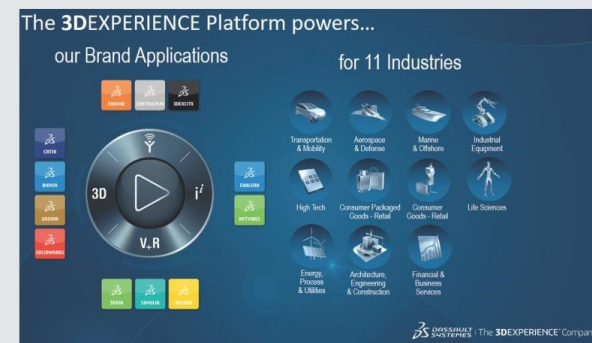 The 3DEXPERIENCE Platform powers...
our Brand Applications
for 11 Industries
ENOVIA
3DEXCITE
CATIA
BIOVIA
GEOVIA
SOLIDWORKS
3D
V+R
i
EXALEAD
NETVIBES
SIMULIA
Transportation
& Mobility
Aerospace
& Defense
Marine
& Offshore
Industrial
Equipment
High Tech
Consumer Packaged
Goods - Retail
Consumer
Goods - Retail
Life Sciences
Energy,
Process
& Utilities
Architecture,
Engineering
& Construction
Financial &
Business
Services
DASSAULT
SYSTEMES | The 3DEXPERIENCE Company